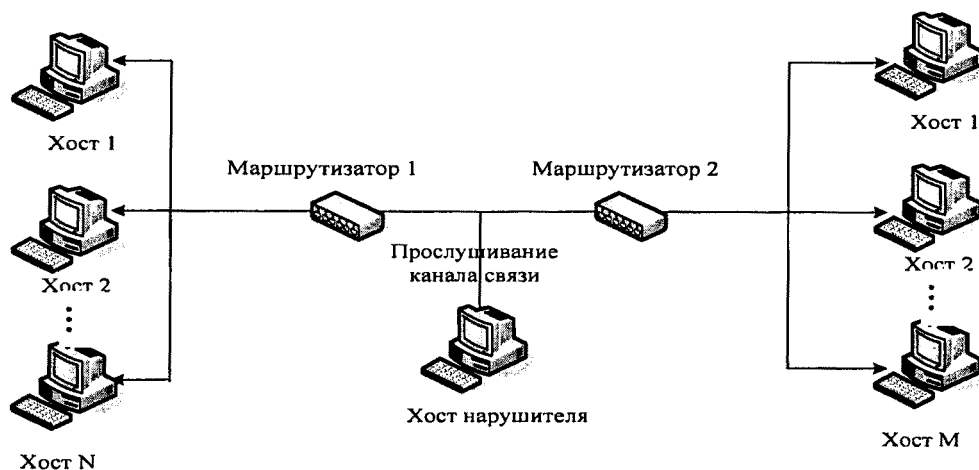 Хост 1
Хост 1
Маршрутизатор 1
Маршрутизатор 2
Прослушивание
канала связи
Хост 2
Хост 2
Хост нарушителя
Хост N
Хост M